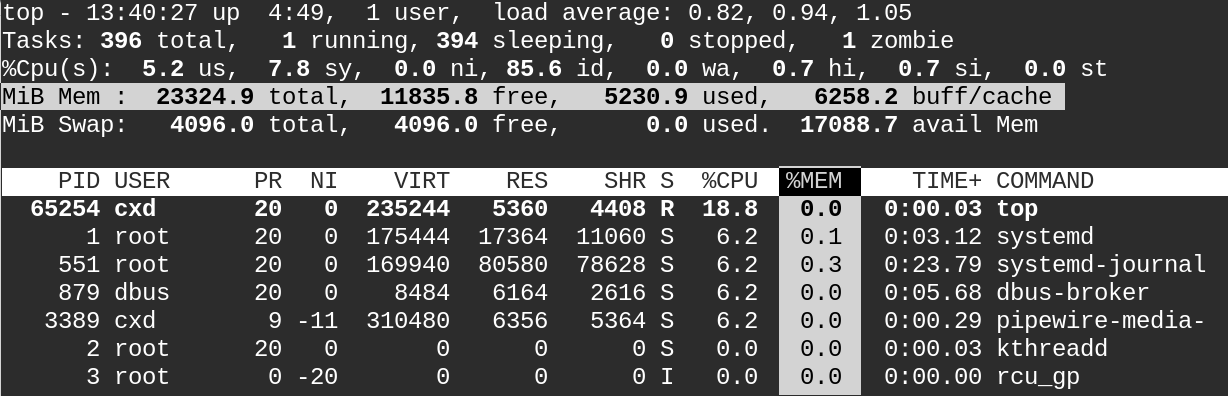 top - 13:40:27 up  4:49,  1 user,  load average: 0.82, 0.94, 1.05
Tasks: 396 total,   1 running, 394 sleeping,   0 stopped,   1 zombie
%Cpu(s):  5.2 us,  7.8 sy,  0.0 ni, 85.6 id,  0.0 wa,  0.7 hi,  0.7 si,  0.0 st
MiB Mem :  23324.9 total,  11835.8 free,   5230.9 used,   6258.2 buff/cache
MiB Swap:   4096.0 total,   4096.0 free,      0.0 used.  17088.7 avail Mem
    PID USER      PR  NI    VIRT    RES    SHR S  %CPU  %MEM     TIME+ COMMAND
  65254 cxd       20   0  235244   5360   4408 R  18.8   0.0   0:00.03 top
      1 root      20   0  175444  17364  11060 S   6.2   0.1   0:03.12 systemd
    551 root      20   0  169940  80580  78628 S   6.2   0.3   0:23.79 systemd-journal
    879 dbus      20   0    8484   6164   2616 S   6.2   0.0   0:05.68 dbus-broker
   3389 cxd        9 -11  310480   6356   5364 S   6.2   0.0   0:00.29 pipewire-media-
      2 root      20   0       0      0      0 S   0.0   0.0   0:00.03 kthreadd
      3 root       0 -20       0      0      0 I   0.0   0.0   0:00.00 rcu_gp